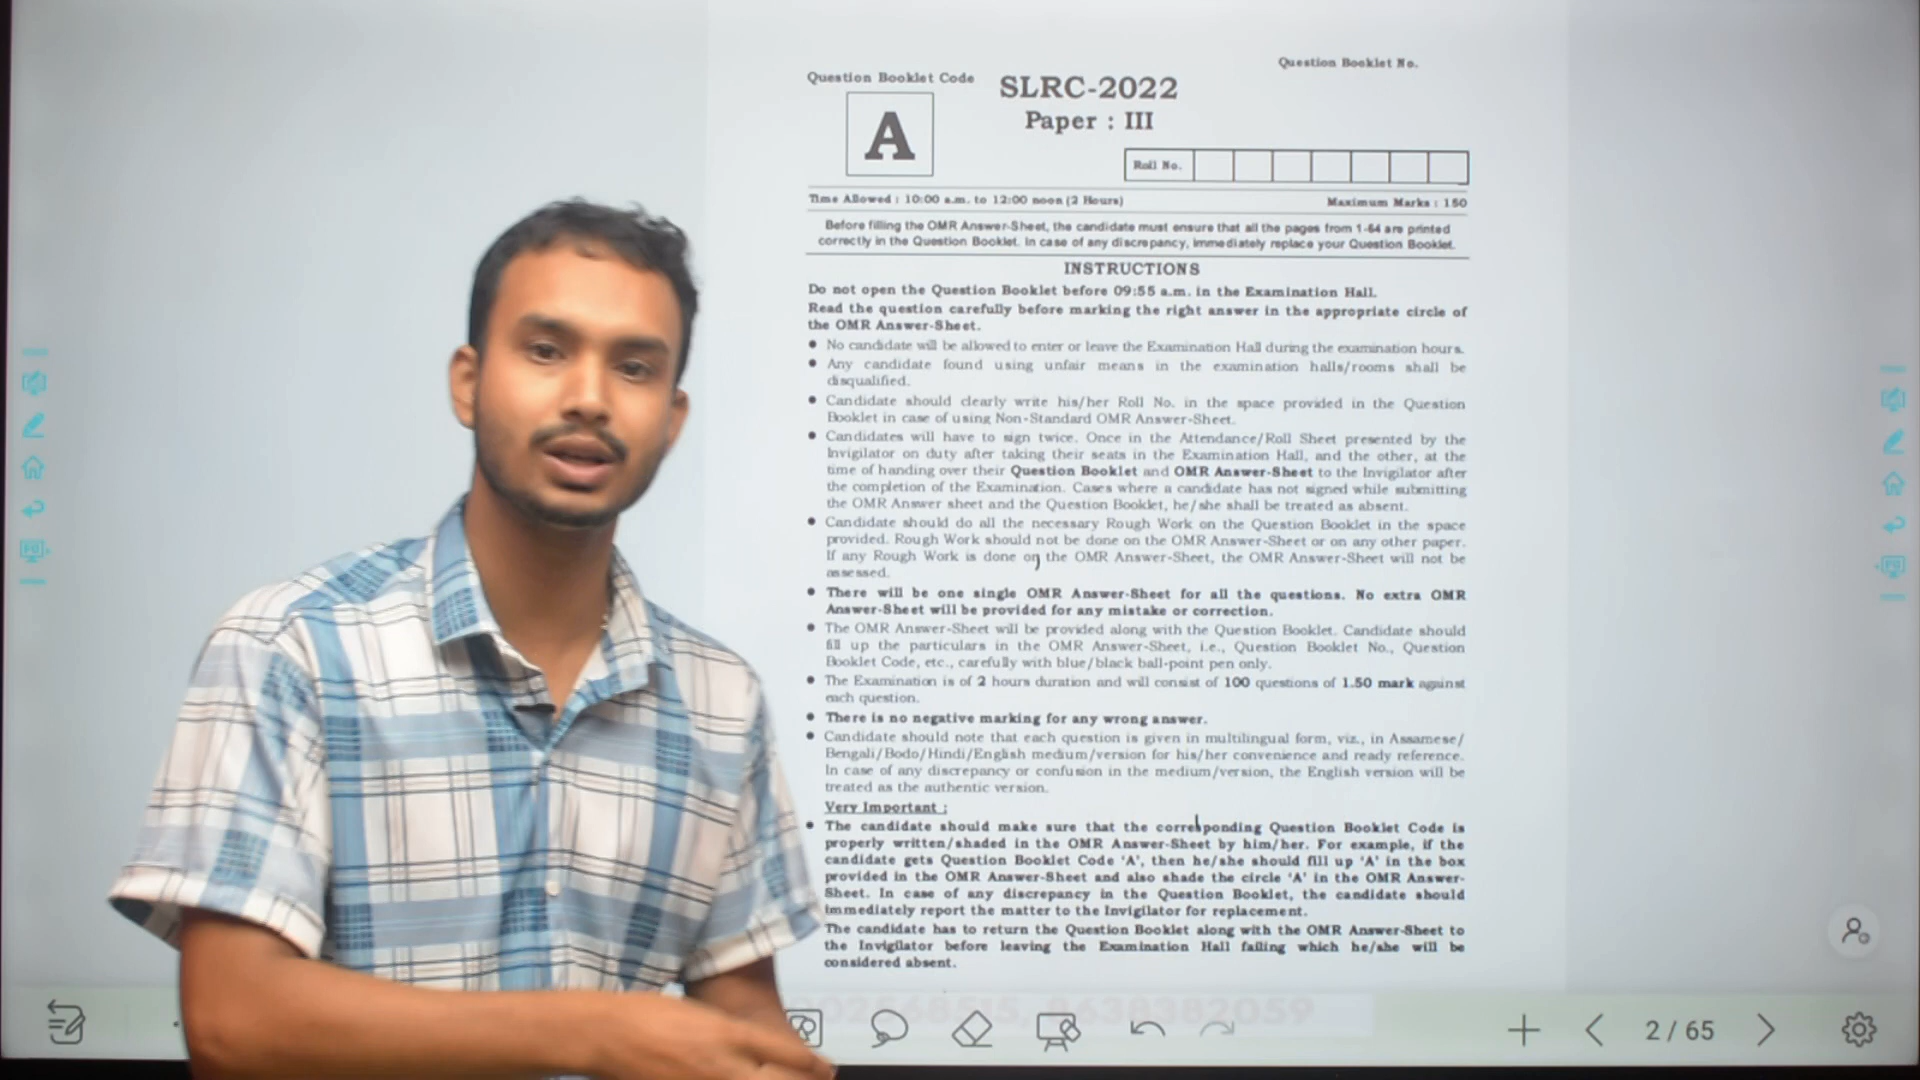 Question Booklet No.
Question Booklet Code
SLRC-2022
A
Paper : III
Roll No.
Time Allowed : 10:00 a.m. to 12:00 noon (2 Hours)
Maximum Marks : 150
Before filling the OMR Answer-Sheet, the candidate must ensure that all the pages from 1-64 are printed
correctly in the Question Booklet. In case of any discrepancy, immediately replace your Question Booklet.
INSTRUCTIONS
Do not open the Question Booklet before 09:55 a.m. in the Examination Hall.
Read the question carefully before marking the right answer in the appropriate circle of
the OMR Answer-Sheet.
● No candidate will be allowed to enter or leave the Examination Hall during the examination hours.
● Any candidate found using unfair means in the examination halls/rooms shall be
disqualified.
● Candidate should clearly write his/her Roll No. in the space provided in the Question
Booklet in case of using Non-Standard OMR Answer-Sheet.
● Candidates will have to sign twice. Once in the Attendance/Roll Sheet presented by the
Invigilator on duty after taking their seats in the Examination Hall, and the other, at the
time of handing over their Question Booklet and OMR Answer-Sheet to the Invigilator after
the completion of the Examination. Cases where a candidate has not signed while submitting
the OMR Answer sheet and the Question Booklet, he/she shall be treated as absent.
● Candidate should do all the necessary Rough Work on the Question Booklet in the space
provided. Rough Work should not be done on the OMR Answer-Sheet or on any other paper.
If any Rough Work is done on the OMR Answer-Sheet, the OMR Answer-Sheet will not be
assessed.
● There will be one single OMR Answer-Sheet for all the questions. No extra OMR
Answer-Sheet will be provided for any mistake or correction.
● The OMR Answer-Sheet will be provided along with the Question Booklet. Candidate should
fill up the particulars in the OMR Answer-Sheet, i.e., Question Booklet No., Question
Booklet Code, etc., carefully with blue/black ball-point pen only.
● The Examination is of 2 hours duration and will consist of 100 questions of 1.50 mark against
each question.
● There is no negative marking for any wrong answer.
● Candidate should note that each question is given in multilingual form, viz., in Assamese/
Bengali/Bodo/Hindi/English medium/version for his/her convenience and ready reference.
In case of any discrepancy or confusion in the medium/version, the English version will be
treated as the authentic version.
Very Important :
● The candidate should make sure that the corresponding Question Booklet Code is
properly written/shaded in the OMR Answer-Sheet by him/her. For example, if the
candidate gets Question Booklet Code 'A', then he/she should fill up 'A' in the box
provided in the OMR Answer-Sheet and also shade the circle 'A' in the OMR Answer-
Sheet. In case of any discrepancy in the Question Booklet, the candidate should
immediately report the matter to the Invigilator for replacement.
The candidate has to return the Question Booklet along with the OMR Answer-Sheet to
the Invigilator before leaving the Examination Hall failing which he/she will be
considered absent.
8638382059
2 / 65